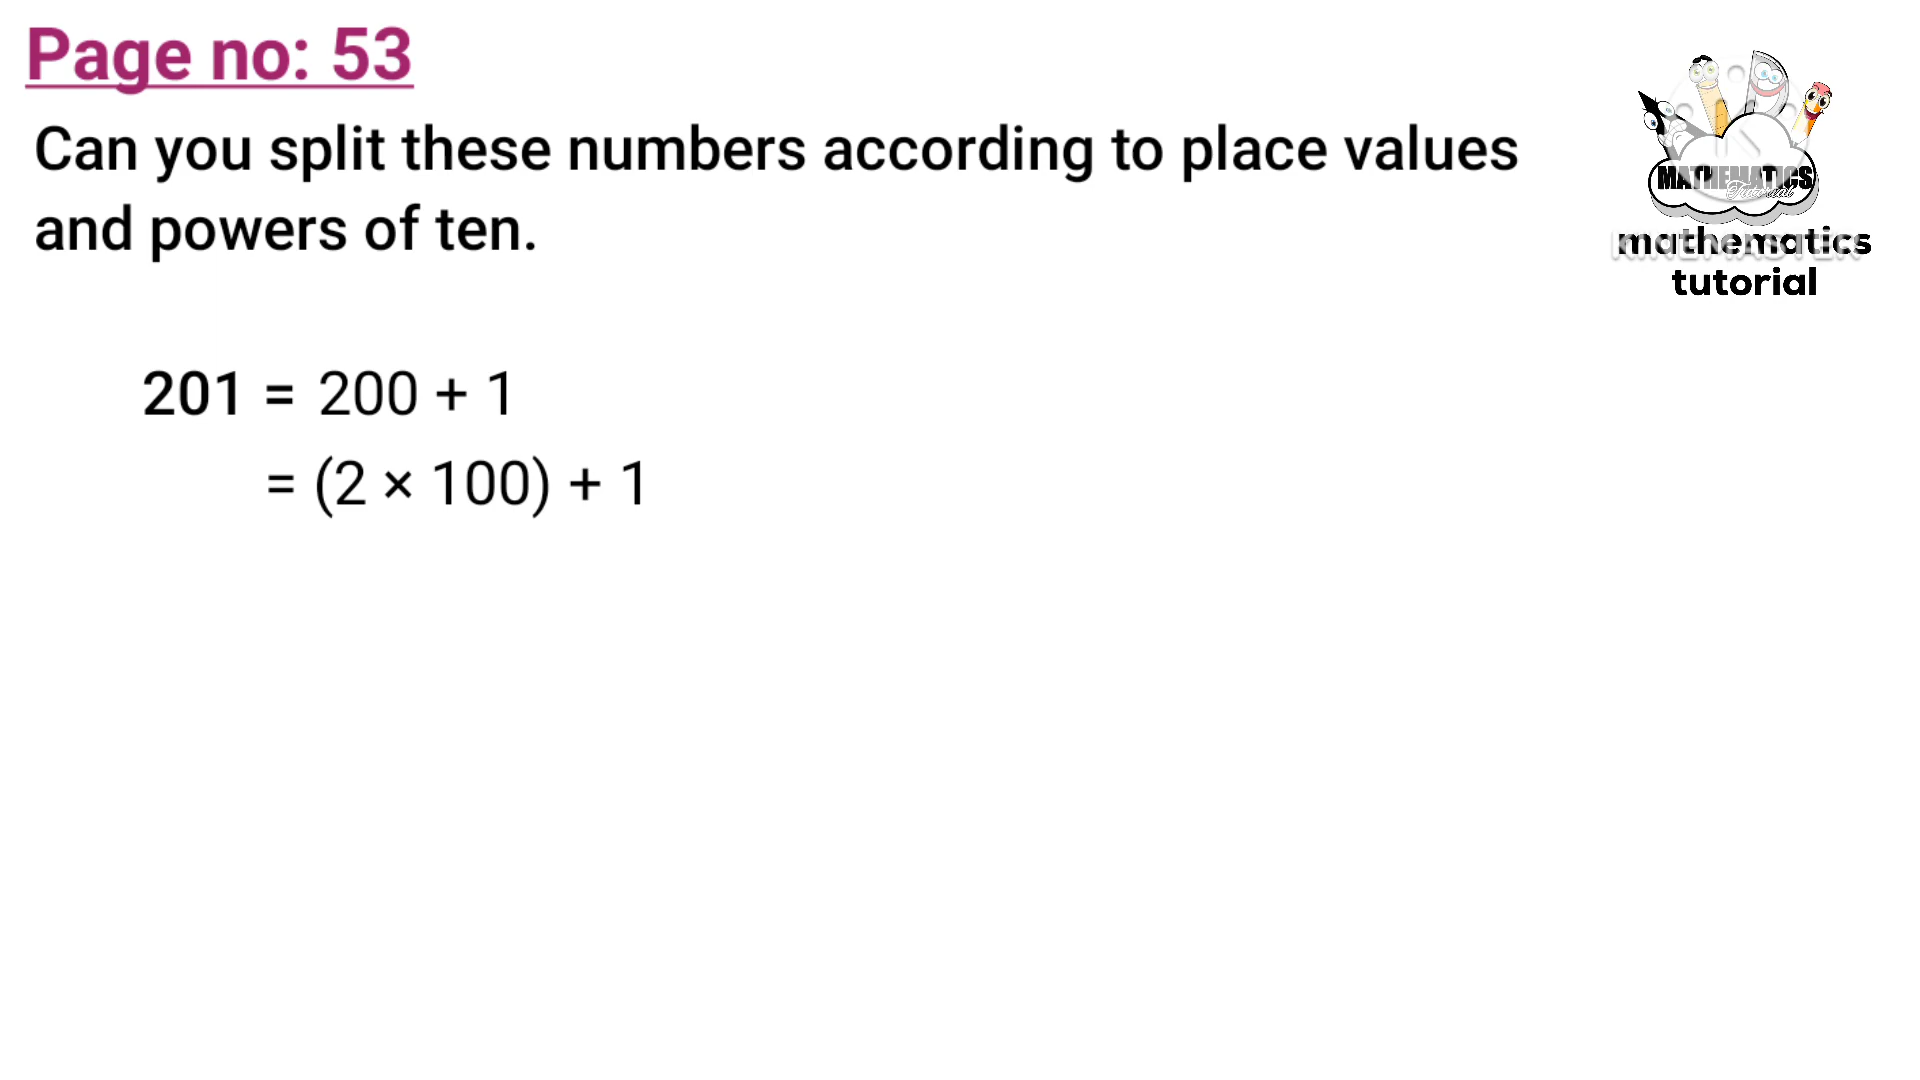 Page no: 53
Can you split these numbers according to place values
and powers of ten.
201 = 200 + 1
= (2 × 100) + 1
MATHEMATICS
Tutorial
mathematics
tutorial